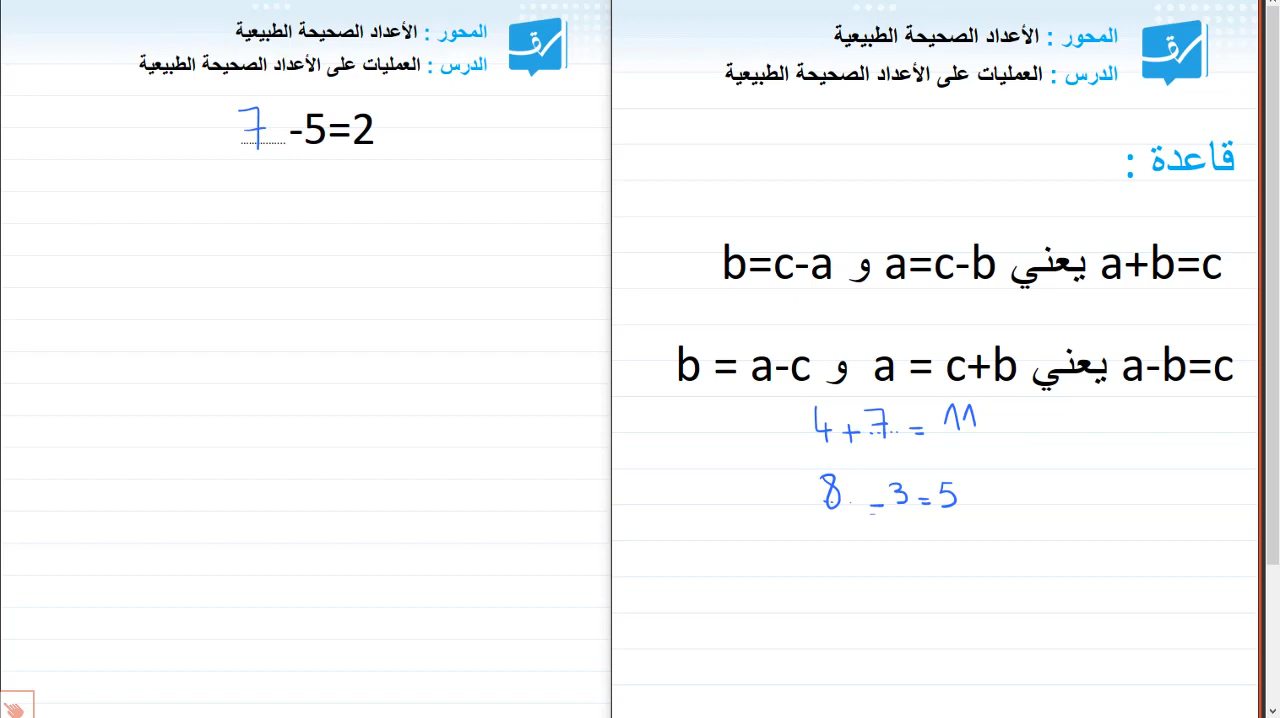 المحور : الأعداد الصحيحة الطبيعية
الدرس : العمليات على الأعداد الصحيحة الطبيعية
قاعدة :
a+b=c يعني a=c-b و b=c-a
a-b=c يعني a = c+b و b = a-c
4+7=11
8-3=5
المحور : الأعداد الصحيحة الطبيعية
الدرس : العمليات على الأعداد الصحيحة الطبيعية
7-5=2